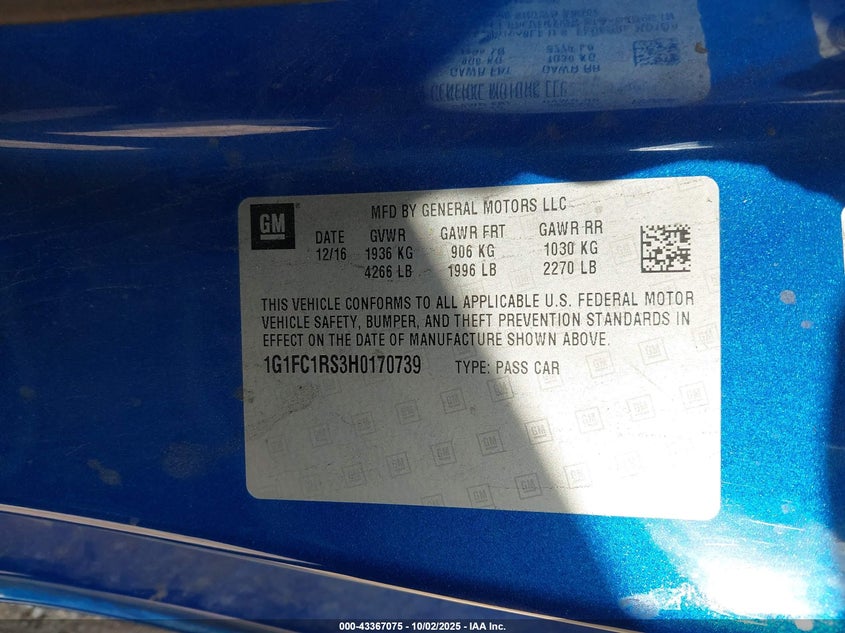 GM
MFD BY GENERAL MOTORS LLC
DATE GVWR GAWR FRT GAWR RR
12/16 1936 KG 906 KG 1030 KG
4266 LB 1996 LB 2270 LB
THIS VEHICLE CONFORMS TO ALL APPLICABLE U.S. FEDERAL MOTOR
VEHICLE SAFETY, BUMPER, AND THEFT PREVENTION STANDARDS IN
EFFECT ON THE DATE OF MANUFACTURE SHOWN ABOVE.
1G1FC1RS3H0170739 TYPE: PASS CAR
000-43367075 - 10/02/2025 - IAA Inc.